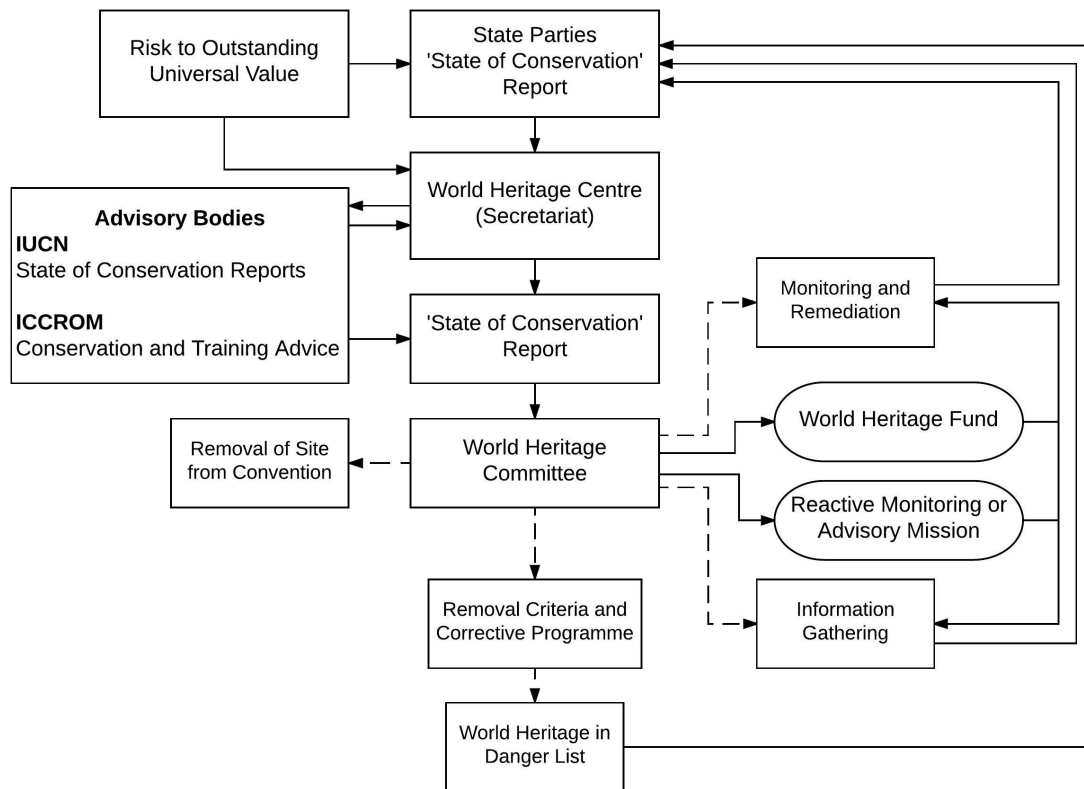 Risk to Outstanding
Universal Value
State Parties
'State of Conservation'
Report
World Heritage Centre
(Secretariat)
Advisory Bodies
IUCN
State of Conservation Reports
ICCROM
Conservation and Training Advice
'State of Conservation'
Report
Monitoring and
Remediation
World Heritage Fund
Removal of Site
from Convention
World Heritage
Committee
Reactive Monitoring or
Advisory Mission
Removal Criteria and
Corrective Programme
Information
Gathering
World Heritage in
Danger List